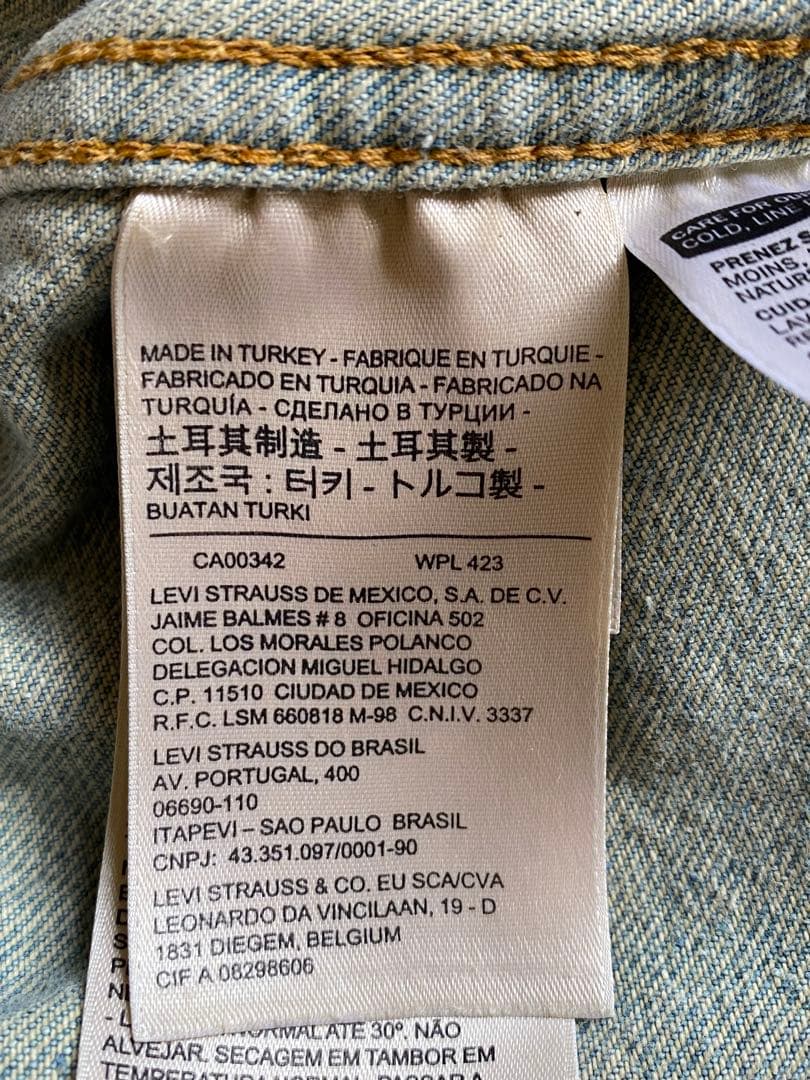 MADE IN TURKEY - FABRIQUE EN TURQUIE -
FABRICADO EN TURQUIA - FABRICADO NA
TURQUÍA - СДЕЛАНО В ТУРЦИИ -
土耳其制造 - 土耳其製 -
제조국 : 터키 - トルコ製 -
BUATAN TURKI
CA00342 WPL 423
LEVI STRAUSS DE MEXICO, S.A. DE C.V.
JAIME BALMES # 8 OFICINA 502
COL. LOS MORALES POLANCO
DELEGACION MIGUEL HIDALGO
C.P. 11510 CIUDAD DE MEXICO
R.F.C. LSM 660818 M-98 C.N.I.V. 3337
LEVI STRAUSS DO BRASIL
AV. PORTUGAL, 400
06690-110
ITAPEVI – SAO PAULO BRASIL
CNPJ: 43.351.097/0001-90
LEVI STRAUSS & CO. EU SCA/CVA
LEONARDO DA VINCILAAN, 19 - D
1831 DIEGEM, BELGIUM
CIF A 08298606
CARE FOR
COLD, LINE
PRENEZ
MOINS,
ATE 30°. NÃO
ALVEJAR. SECAGEM EM TAMBOR EM